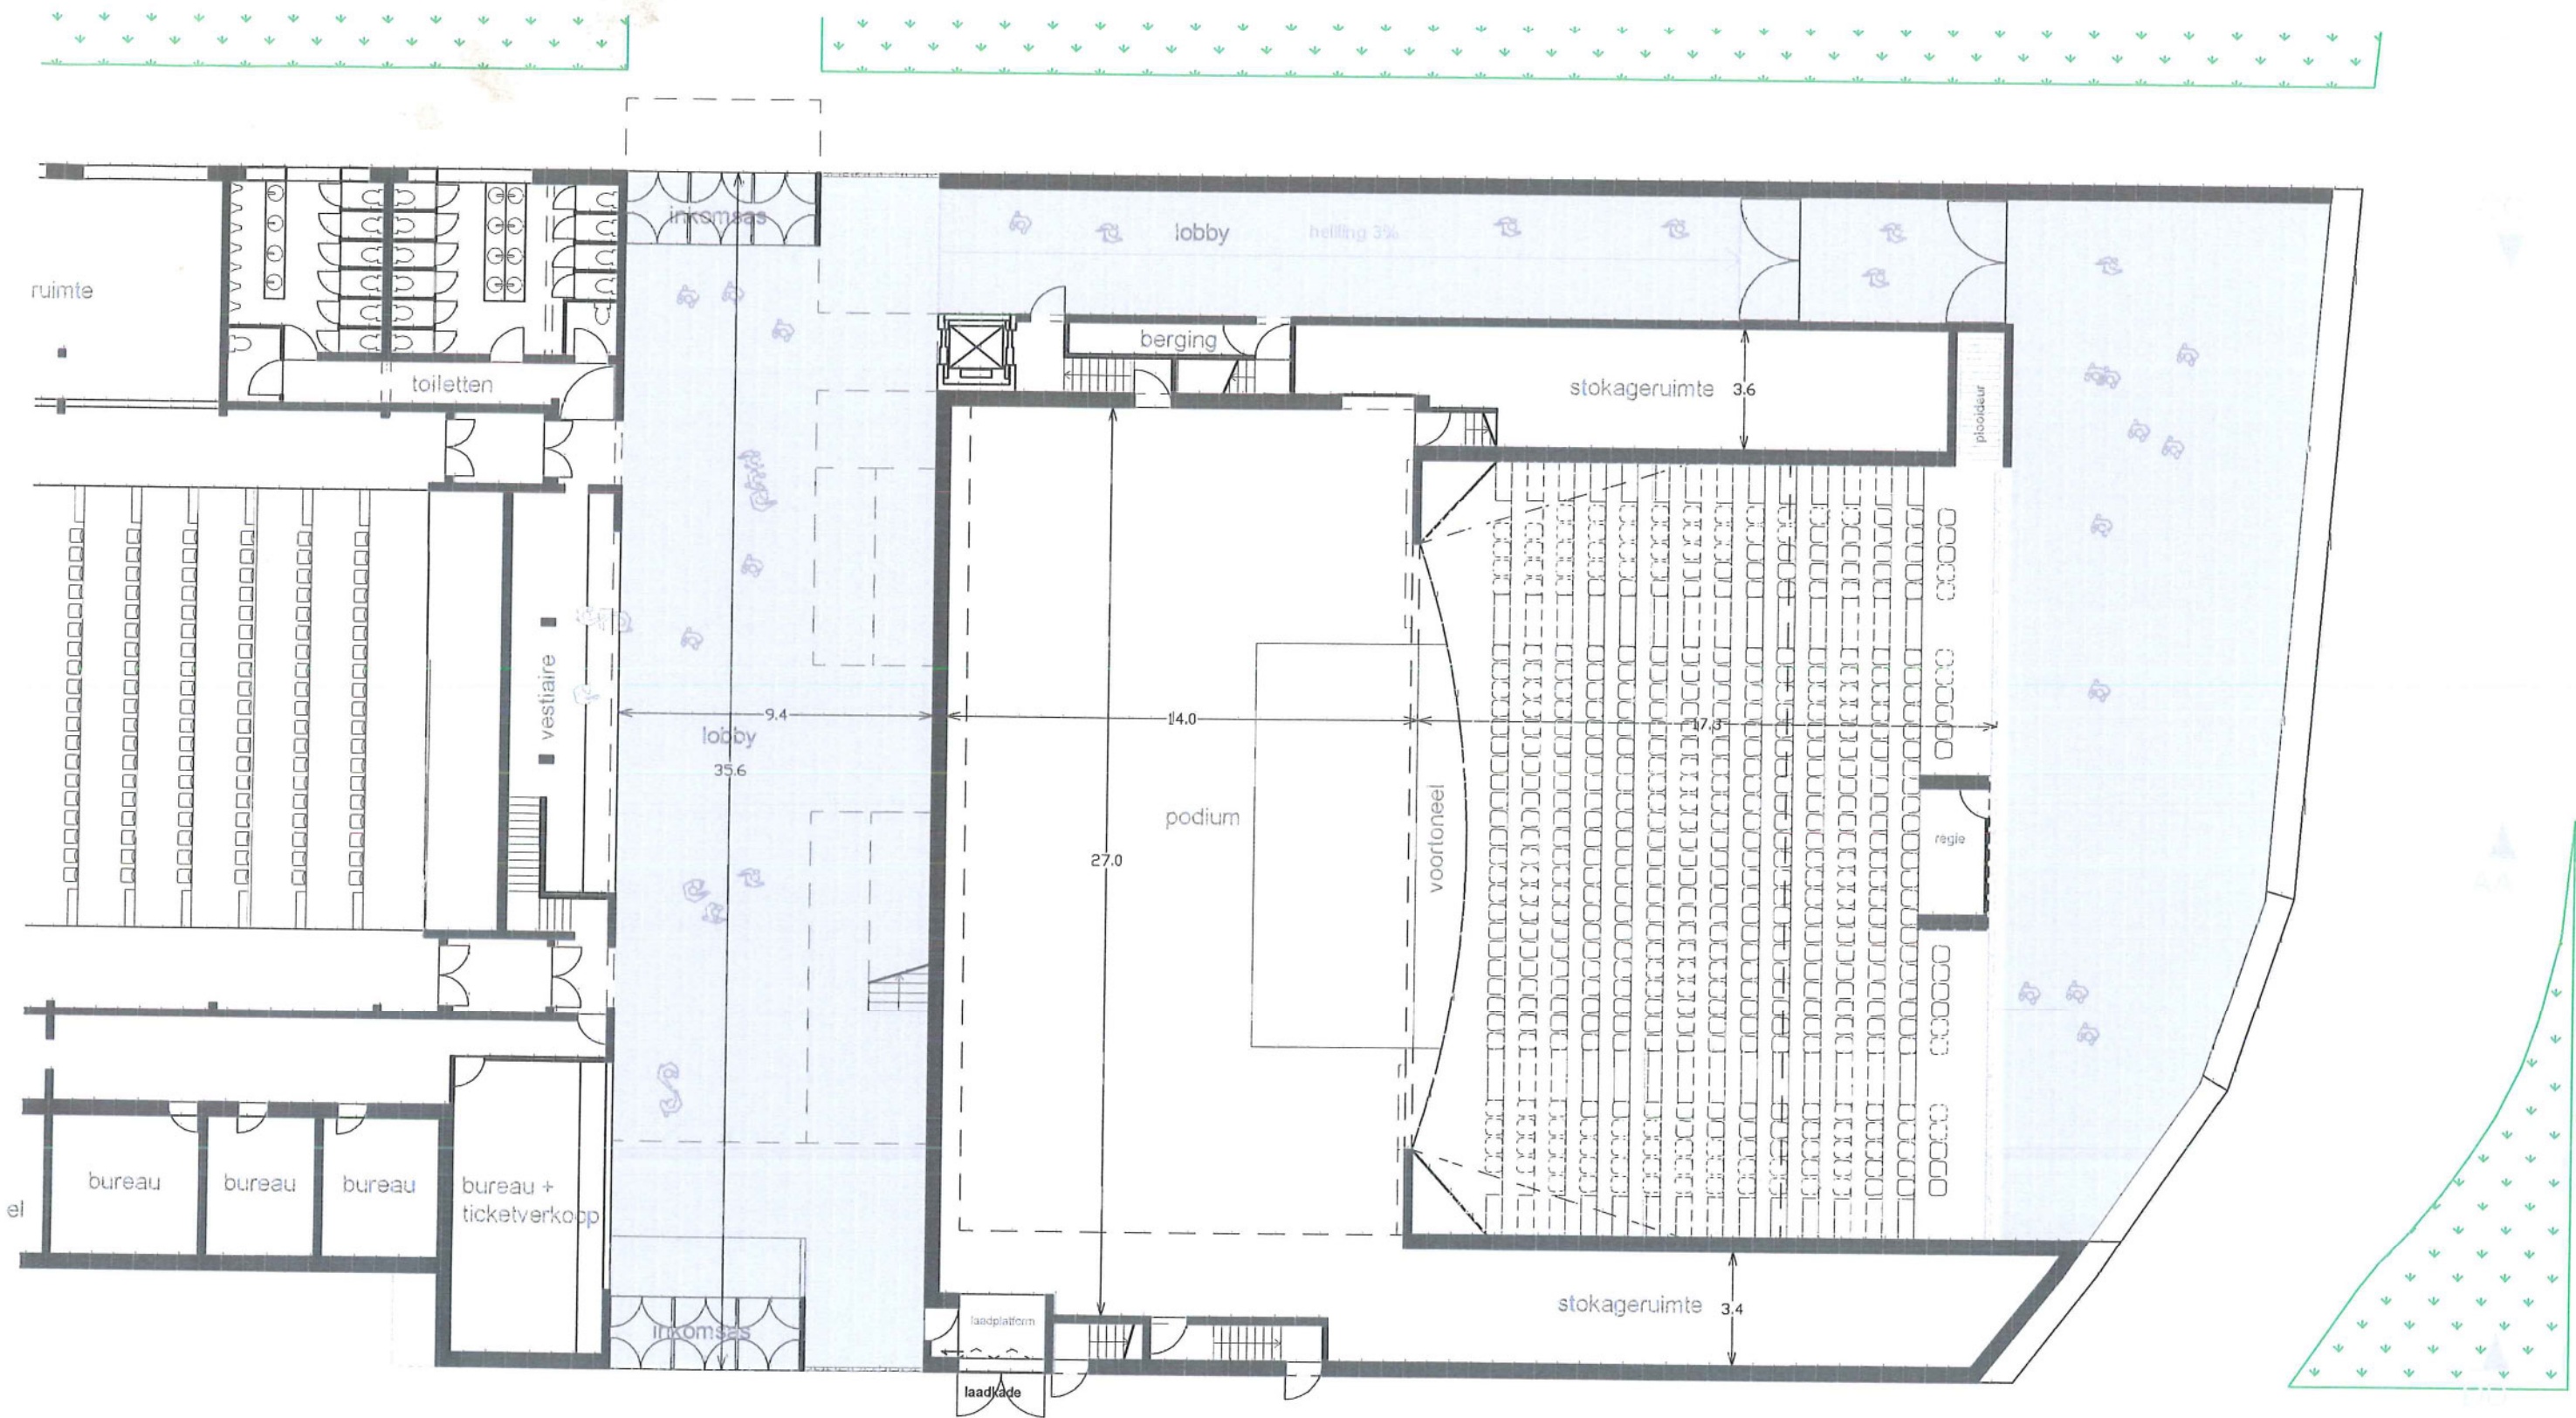 inkomsas
lobby
helling 3%
ruimte
berging
toiletten
stokageruimte
3.6
plooideur
vestiaire
9.4
14.0
17.3
lobby
35.6
podium
voortoneel
27.0
regie
bureau
bureau
bureau
bureau +
ticketverkoop
el
stokageruimte
3.4
laadplatform
inkomsas
laadkade